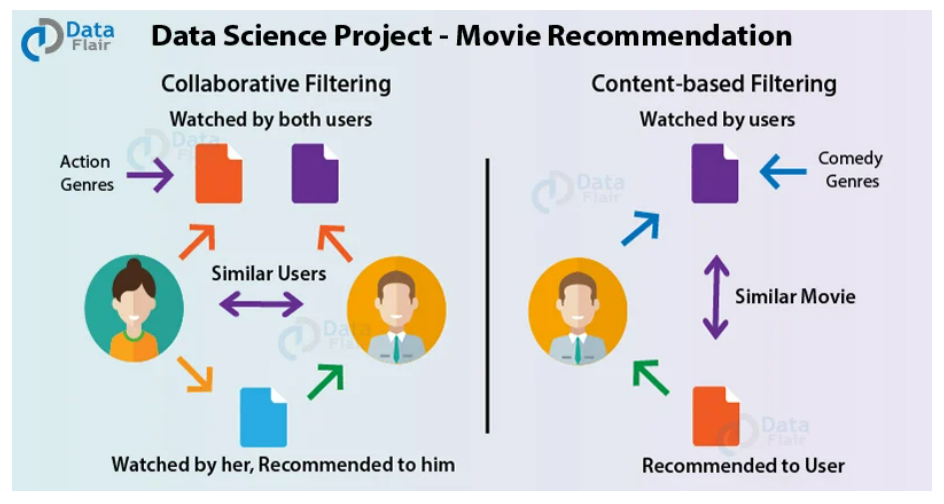 Data
Flair
Data Science Project - Movie Recommendation
Collaborative Filtering
Watched by both users
Action
Genres
Data
Similar Users
Data
Flair
Watched by her, Recommended to him
Content-based Filtering
Watched by users
Comedy
Genres
Data
Flair
Similar Movie
Data
Flair
Recommended to User